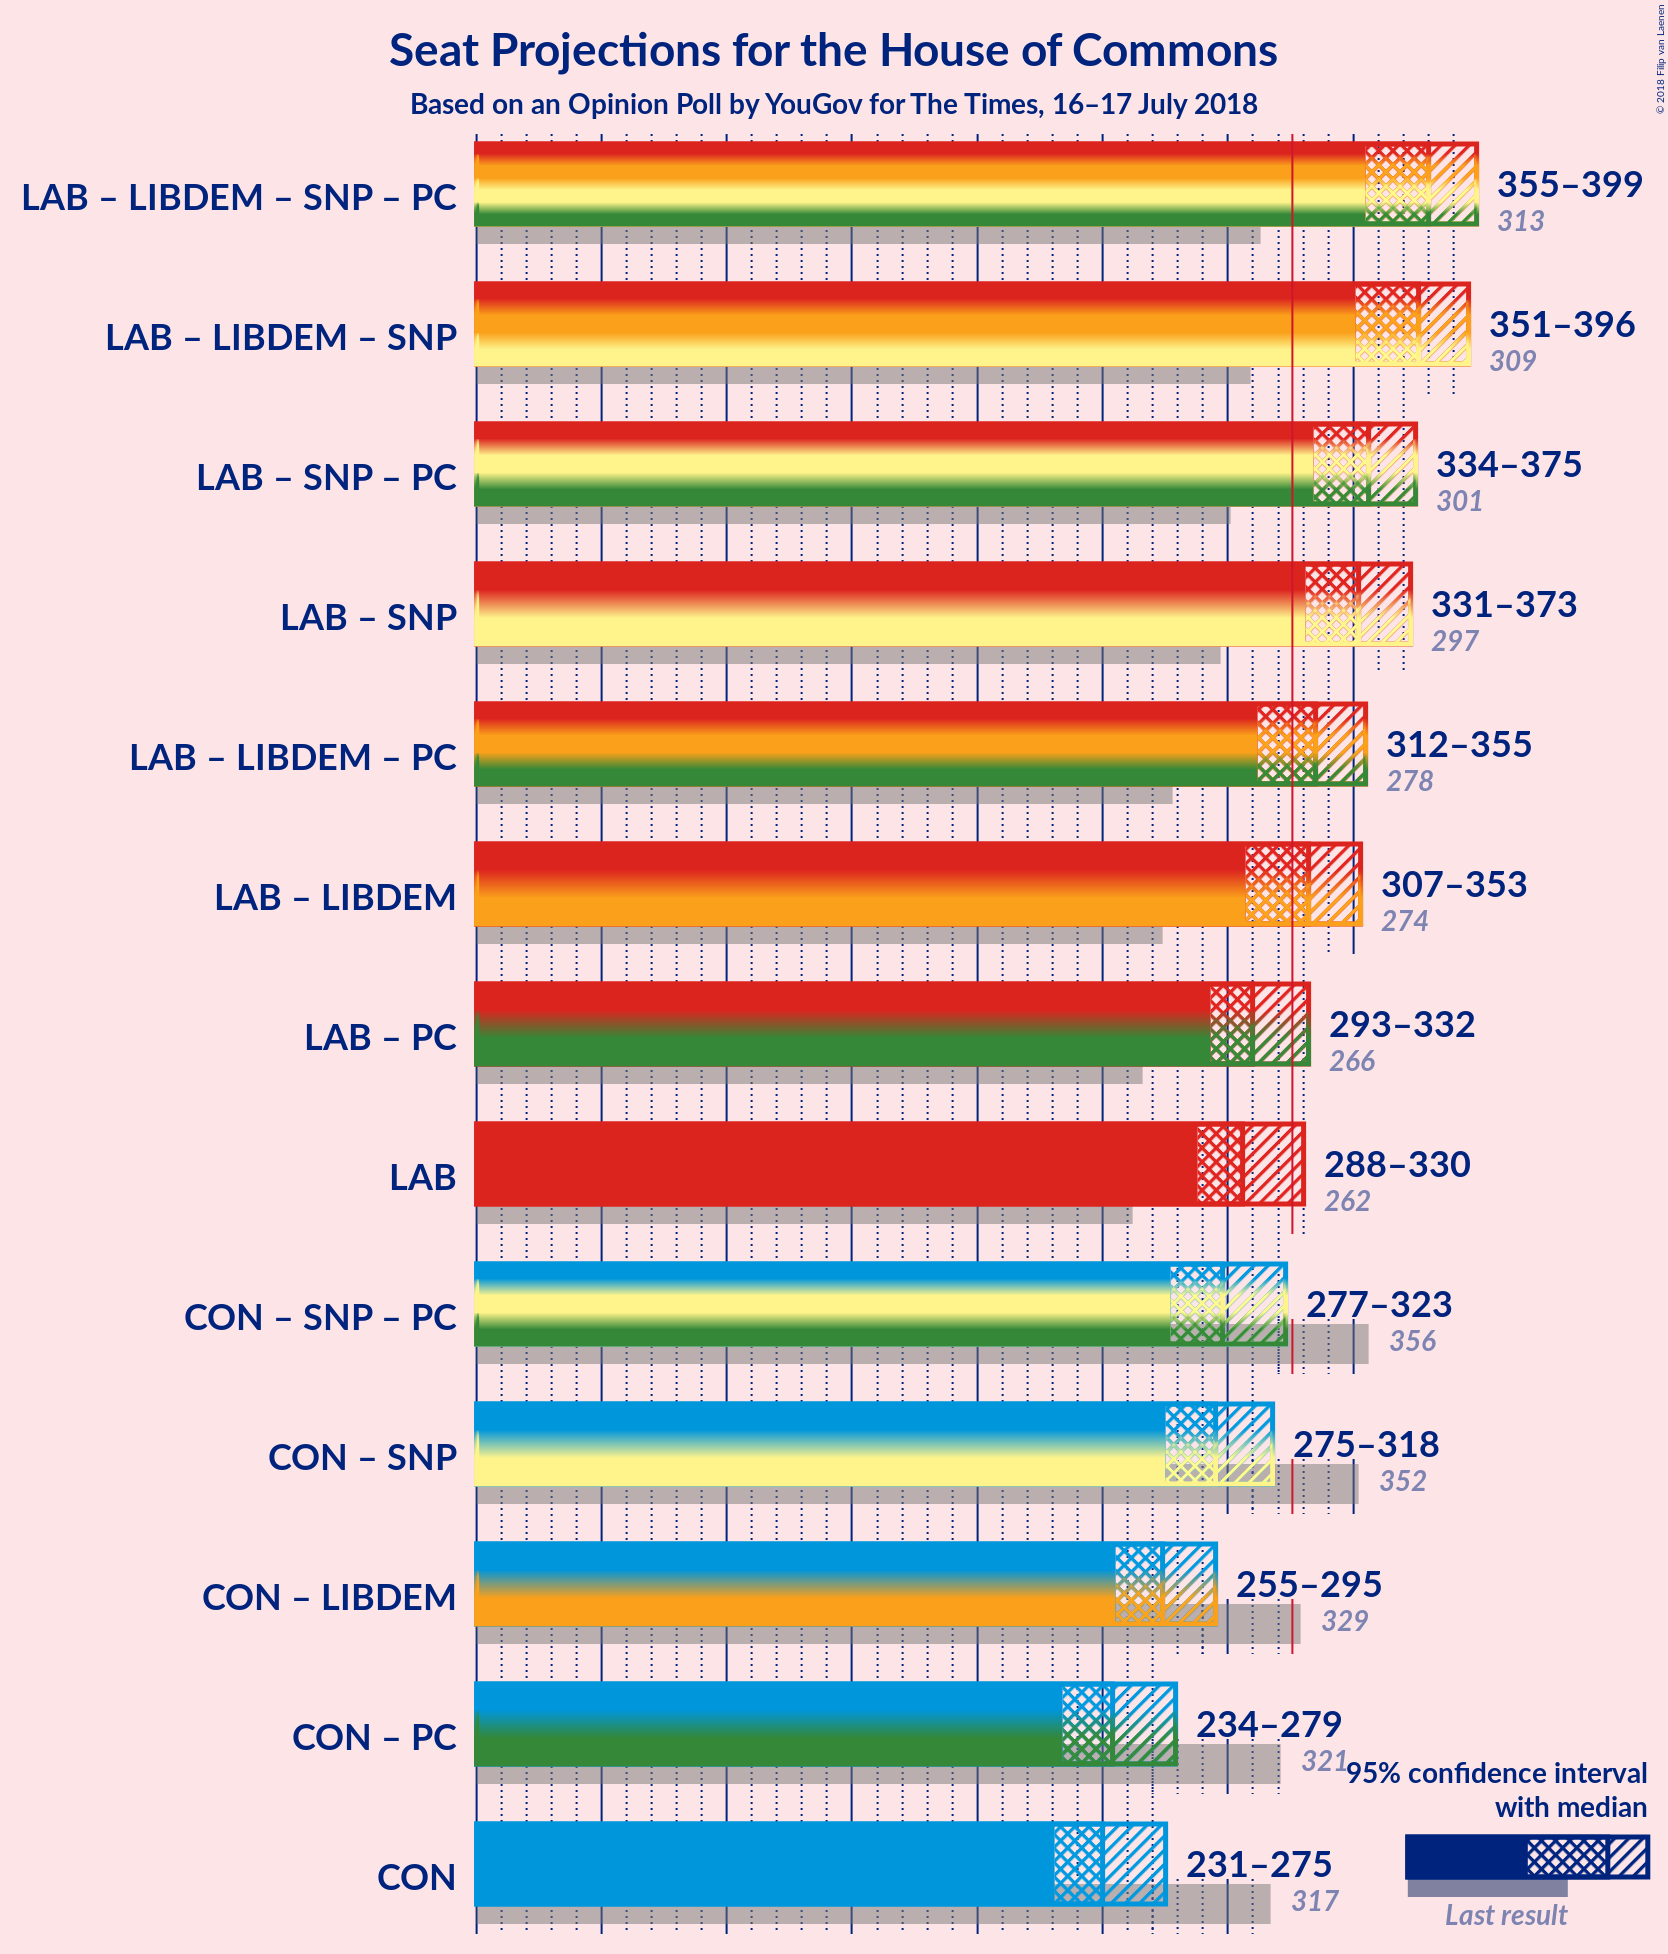 Seat Projections for the House of Commons
Based on an Opinion Poll by YouGov for The Times, 16–17 July 2018
© 2018 Filip van Laenen
LAB – LIBDEM – SNP – PC
355–399
313
LAB – LIBDEM – SNP
351–396
309
LAB – SNP – PC
334–375
301
LAB – SNP
331–373
297
LAB – LIBDEM – PC
312–355
278
LAB – LIBDEM
307–353
274
LAB – PC
293–332
266
LAB
288–330
262
CON – SNP – PC
277–323
356
CON – SNP
275–318
352
CON – LIBDEM
255–295
329
CON – PC
234–279
321
CON
231–275
317
95% confidence interval
with median
Last result